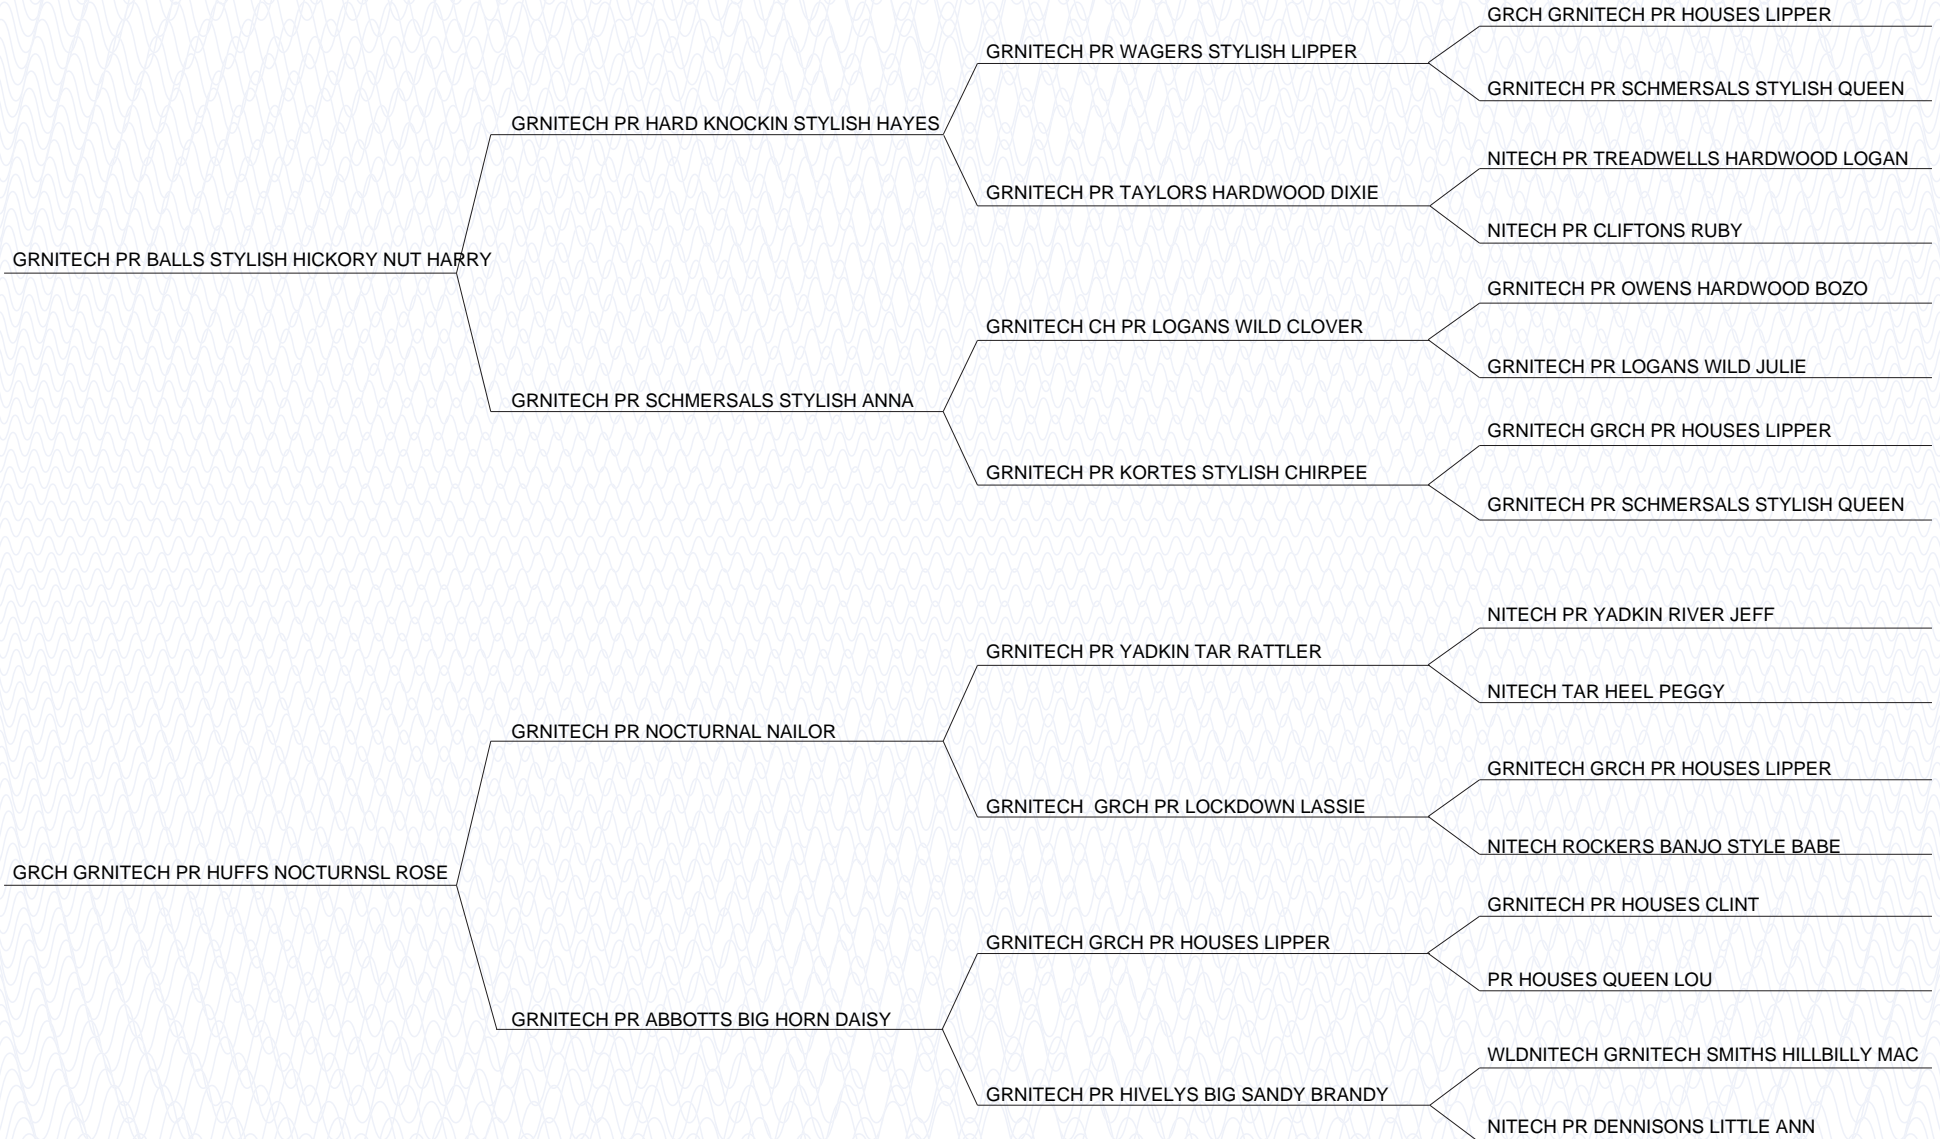 GRCH GRNITECH PR HOUSES LIPPER
GRNITECH PR WAGERS STYLISH LIPPER
GRNITECH PR SCHMERSALS STYLISH QUEEN
GRNITECH PR HARD KNOCKIN STYLISH HAYES
NITECH PR TREADWELLS HARDWOOD LOGAN
GRNITECH PR TAYLORS HARDWOOD DIXIE
NITECH PR CLIFTONS RUBY
GRNITECH PR BALLS STYLISH HICKORY NUT HARRY
GRNITECH PR OWENS HARDWOOD BOZO
GRNITECH CH PR LOGANS WILD CLOVER
GRNITECH PR LOGANS WILD JULIE
GRNITECH PR SCHMERSALS STYLISH ANNA
GRNITECH GRCH PR HOUSES LIPPER
GRNITECH PR KORTES STYLISH CHIRPEE
GRNITECH PR SCHMERSALS STYLISH QUEEN
NITECH PR YADKIN RIVER JEFF
GRNITECH PR YADKIN TAR RATTLER
NITECH TAR HEEL PEGGY
GRNITECH PR NOCTURNAL NAILOR
GRNITECH GRCH PR HOUSES LIPPER
GRNITECH  GRCH PR LOCKDOWN LASSIE
NITECH ROCKERS BANJO STYLE BABE
GRCH GRNITECH PR HUFFS NOCTURNSL ROSE
GRNITECH PR HOUSES CLINT
GRNITECH GRCH PR HOUSES LIPPER
PR HOUSES QUEEN LOU
GRNITECH PR ABBOTTS BIG HORN DAISY
WLDNITECH GRNITECH SMITHS HILLBILLY MAC
GRNITECH PR HIVELYS BIG SANDY BRANDY
NITECH PR DENNISONS LITTLE ANN